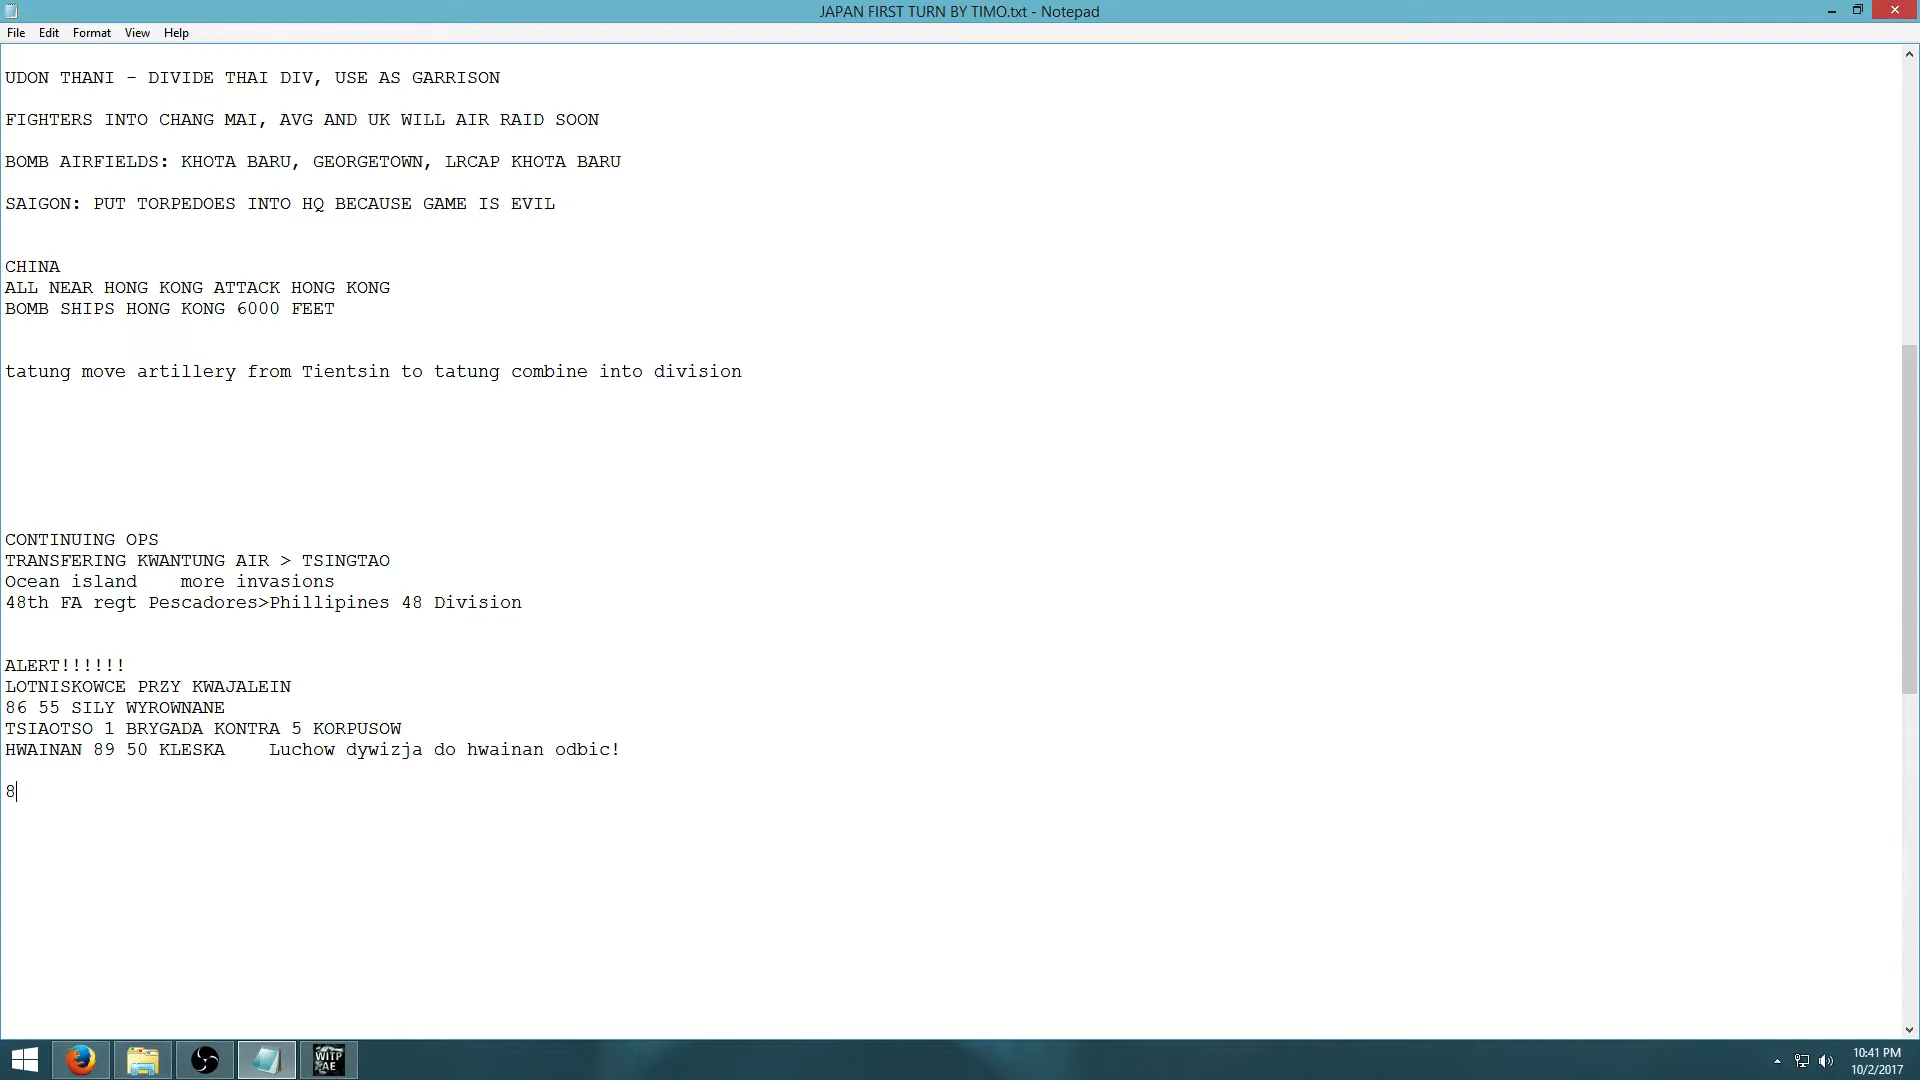 JAPAN FIRST TURN BY TIMO.txt - Notepad
File Edit Format View Help
UDON THANI - DIVIDE THAI DIV, USE AS GARRISON
FIGHTERS INTO CHANG MAI, AVG AND UK WILL AIR RAID SOON
BOMB AIRFIELDS: KHOTA BARU, GEORGETOWN, LRCAP KHOTA BARU
SAIGON: PUT TORPEDOES INTO HQ BECAUSE GAME IS EVIL
CHINA
ALL NEAR HONG KONG ATTACK HONG KONG
BOMB SHIPS HONG KONG 6000 FEET
tatung move artillery from Tientsin to tatung combine into division
CONTINUING OPS
TRANSFERING KWANTUNG AIR > TSINGTAO
Ocean island    more invasions
48th FA regt Pescadores>Phillipines 48 Division
ALERT!!!!!!
LOTNISKOWCE PRZY KWAJALEIN
86 55 SILY WYROWNANE
TSIAOTSO 1 BRYGADA KONTRA 5 KORPUSOW
HWAINAN 89 50 KLESKA    Luchow dywizja do hwainan odbic!
8
WITP
AE
10:41 PM
10/2/2017